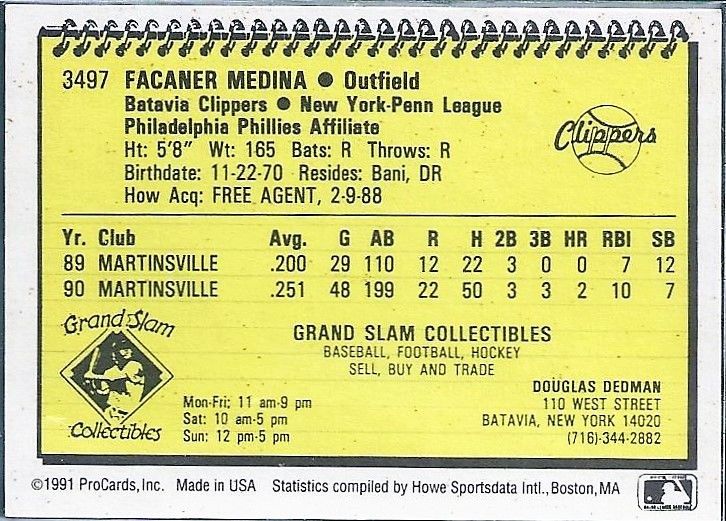 3497 FACANER MEDINA ● Outfield
Batavia Clippers ● New York-Penn League
Philadelphia Phillies Affiliate
Clippers
Ht: 5'8" Wt: 165 Bats: R Throws: R
Birthdate: 11-22-70 Resides: Bani, DR
How Acq: FREE AGENT, 2-9-88
Yr. Club Avg. G AB R H 2B 3B HR RBI SB
89 MARTINSVILLE .200 29 110 12 22 3 0 0 7 12
90 MARTINSVILLE .251 48 199 22 50 3 3 2 10 7
Grand Slam
Collectibles
GRAND SLAM COLLECTIBLES
BASEBALL, FOOTBALL, HOCKEY
SELL, BUY AND TRADE
Mon-Fri: 11 am-9 pm
Sat: 10 am-5 pm
Sun: 12 pm-5 pm
DOUGLAS DEDMAN
110 WEST STREET
BATAVIA, NEW YORK 14020
(716)-344-2882
©1991 ProCards, Inc. Made in USA Statistics compiled by Howe Sportsdata Intl., Boston, MA